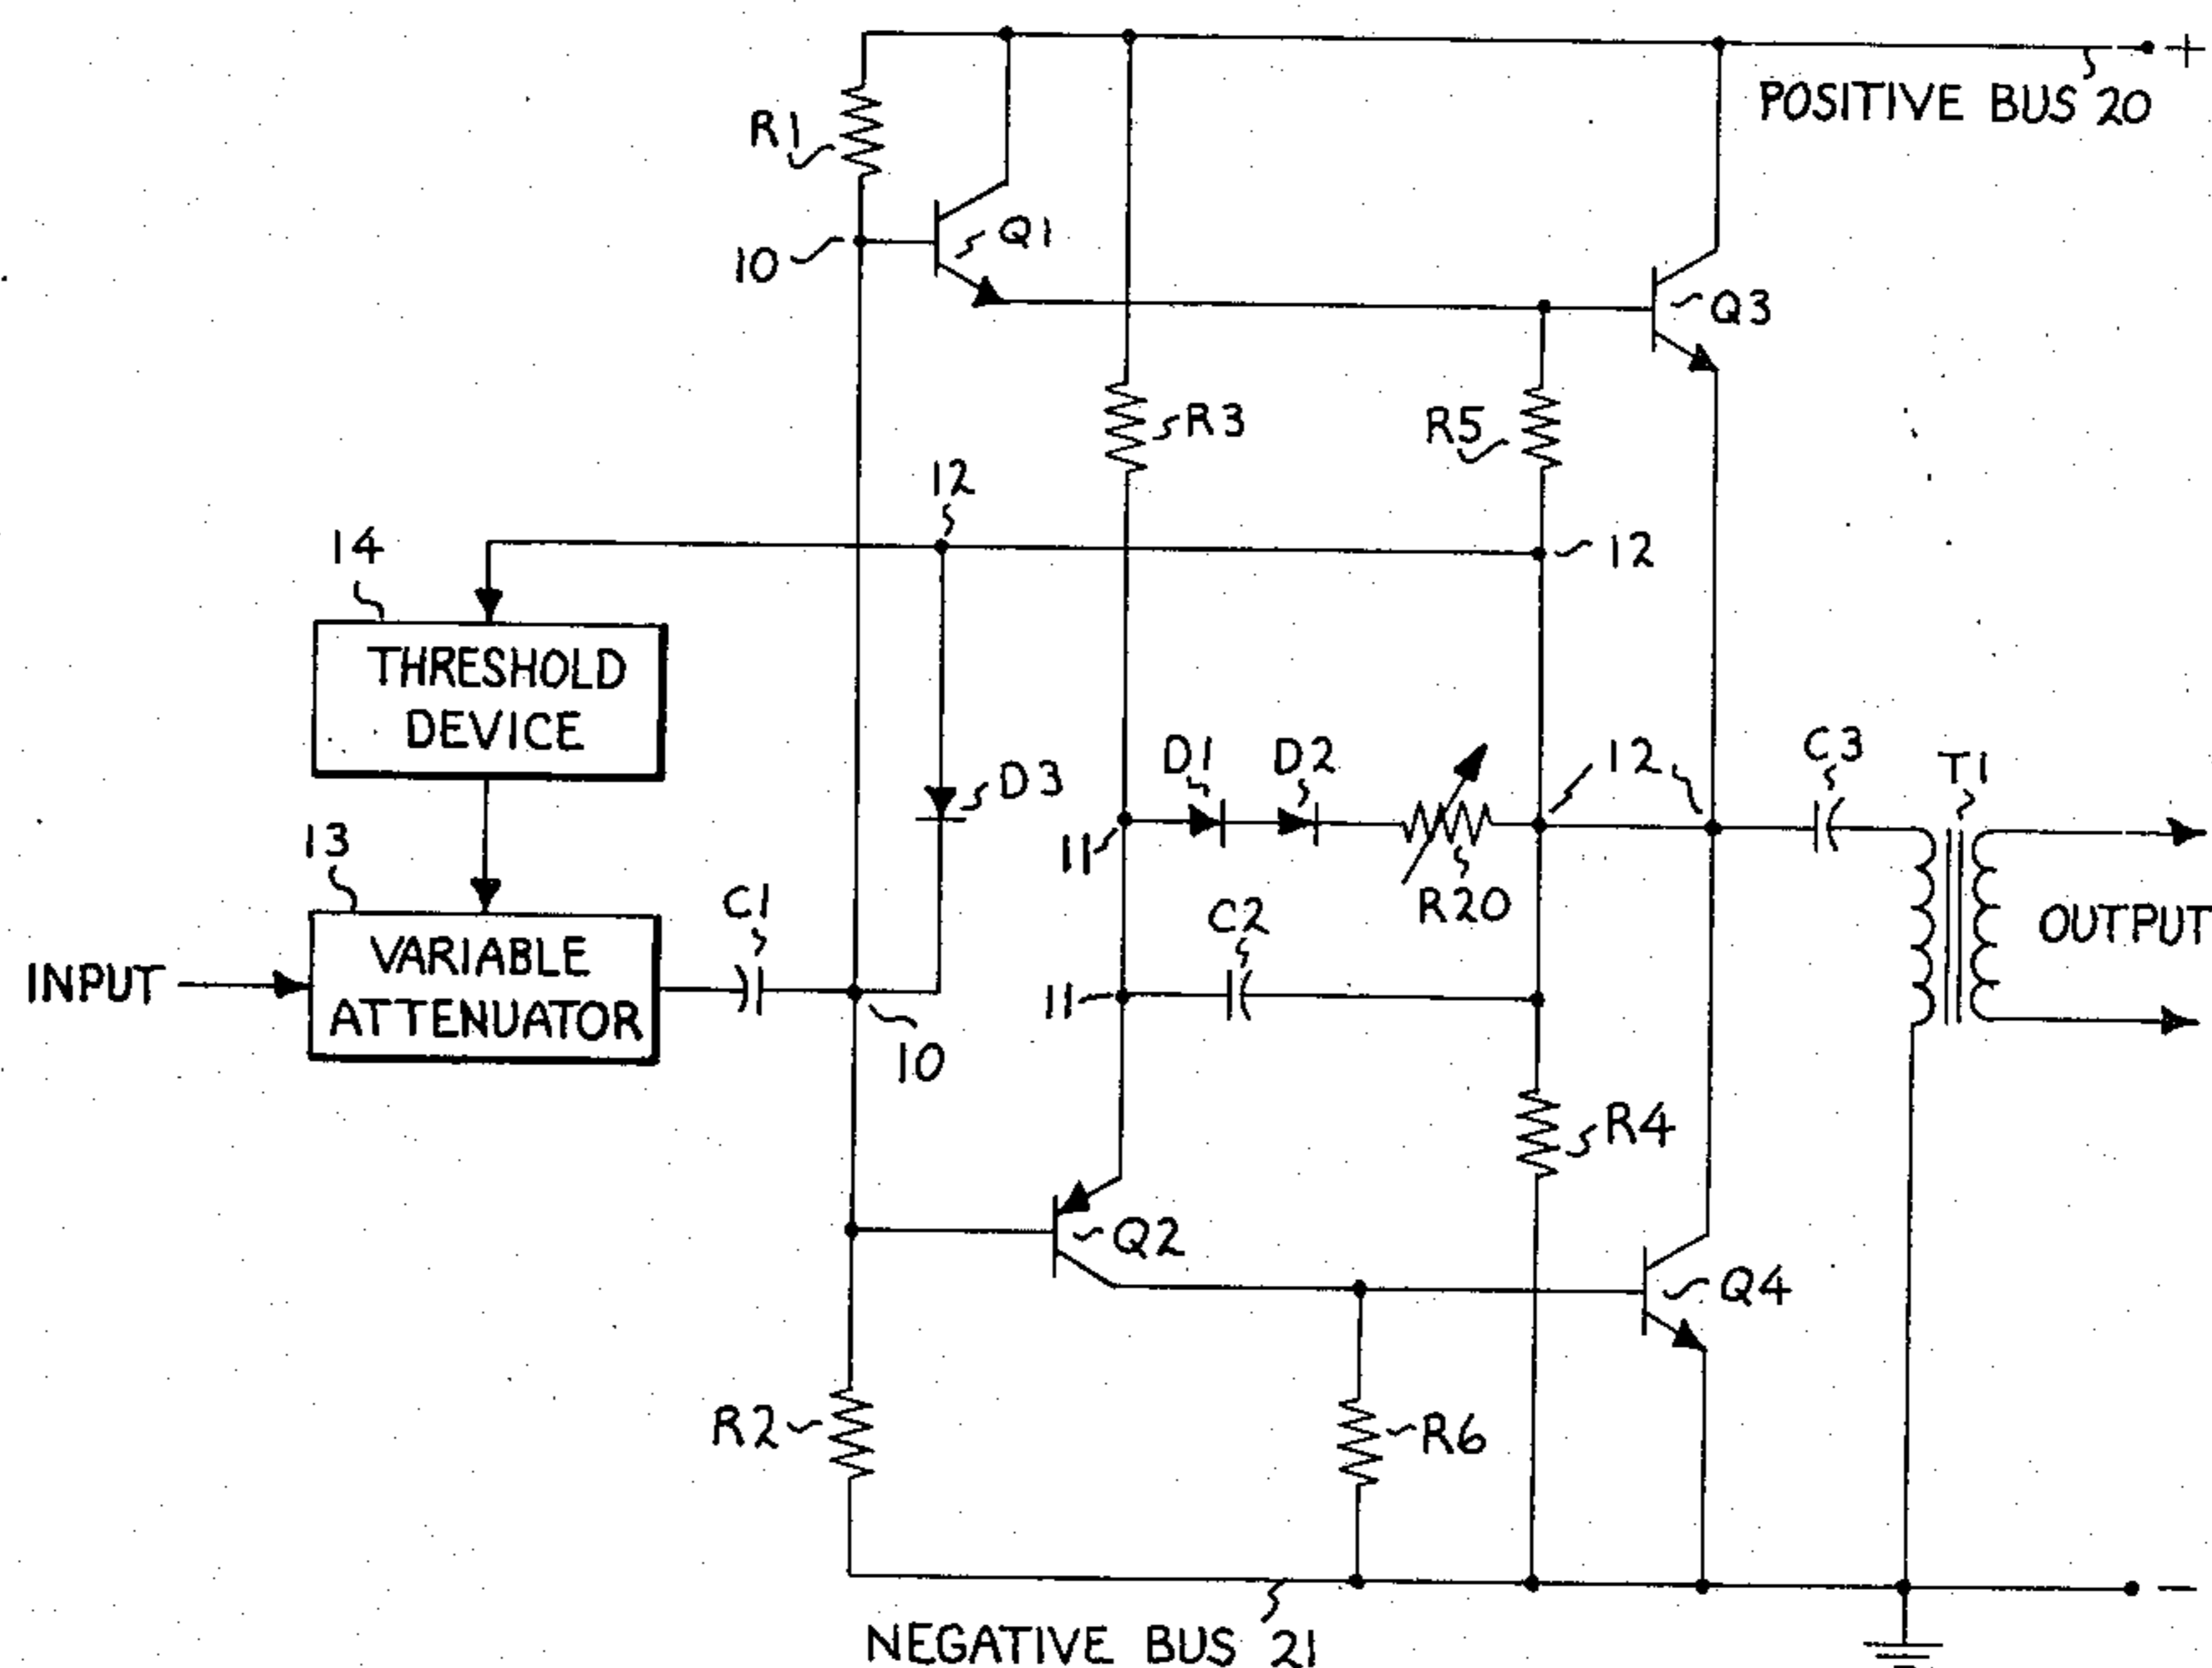 +
POSITIVE BUS 20
R1
Q1
10
Q3
R3
R5
12
14
12
THRESHOLD
DEVICE
D3
D1
D2
12
C3
T1
11
R20
13
C1
C2
OUTPUT
INPUT
VARIABLE
ATTENUATOR
11
10
R4
Q2
Q4
R2
R6
NEGATIVE BUS 21
—